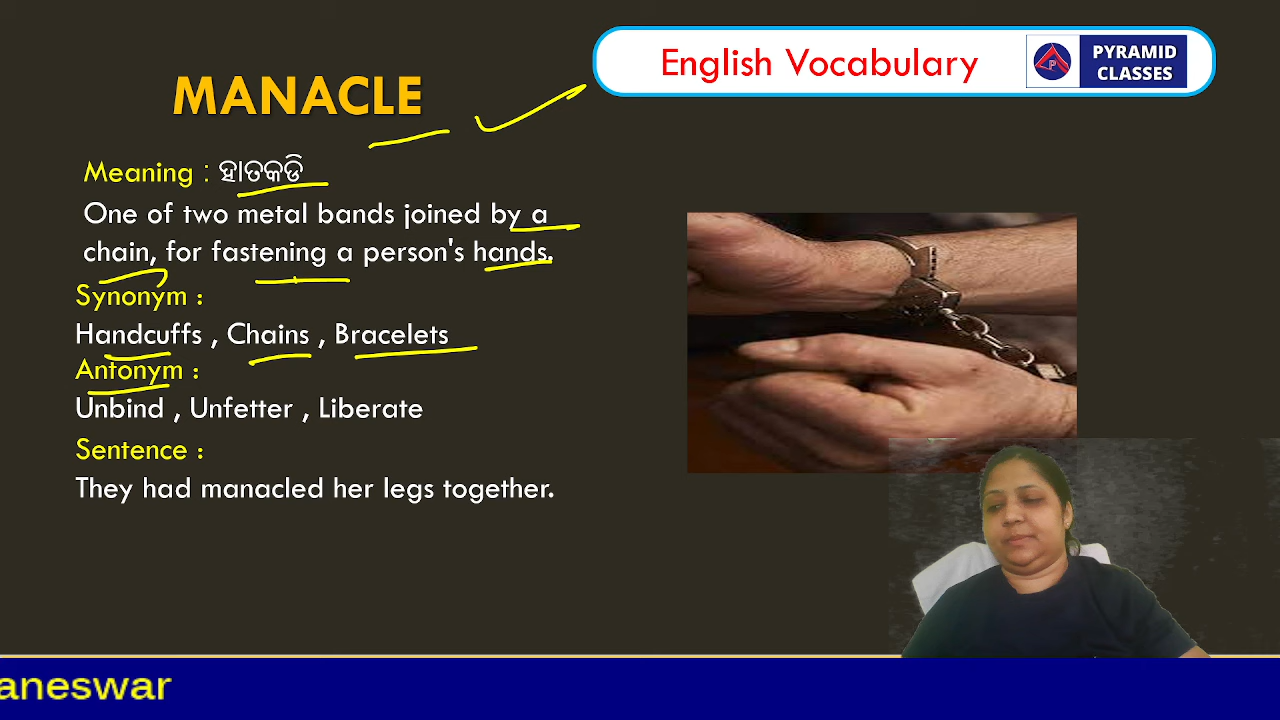 English Vocabulary
PYRAMID
CLASSES
MANACLE
Meaning : ହାତକଡି
One of two metal bands joined by a
chain, for fastening a person's hands.
Synonym :
Handcuffs , Chains , Bracelets
Antonym :
Unbind , Unfetter , Liberate
Sentence :
They had manacled her legs together.
aneswar